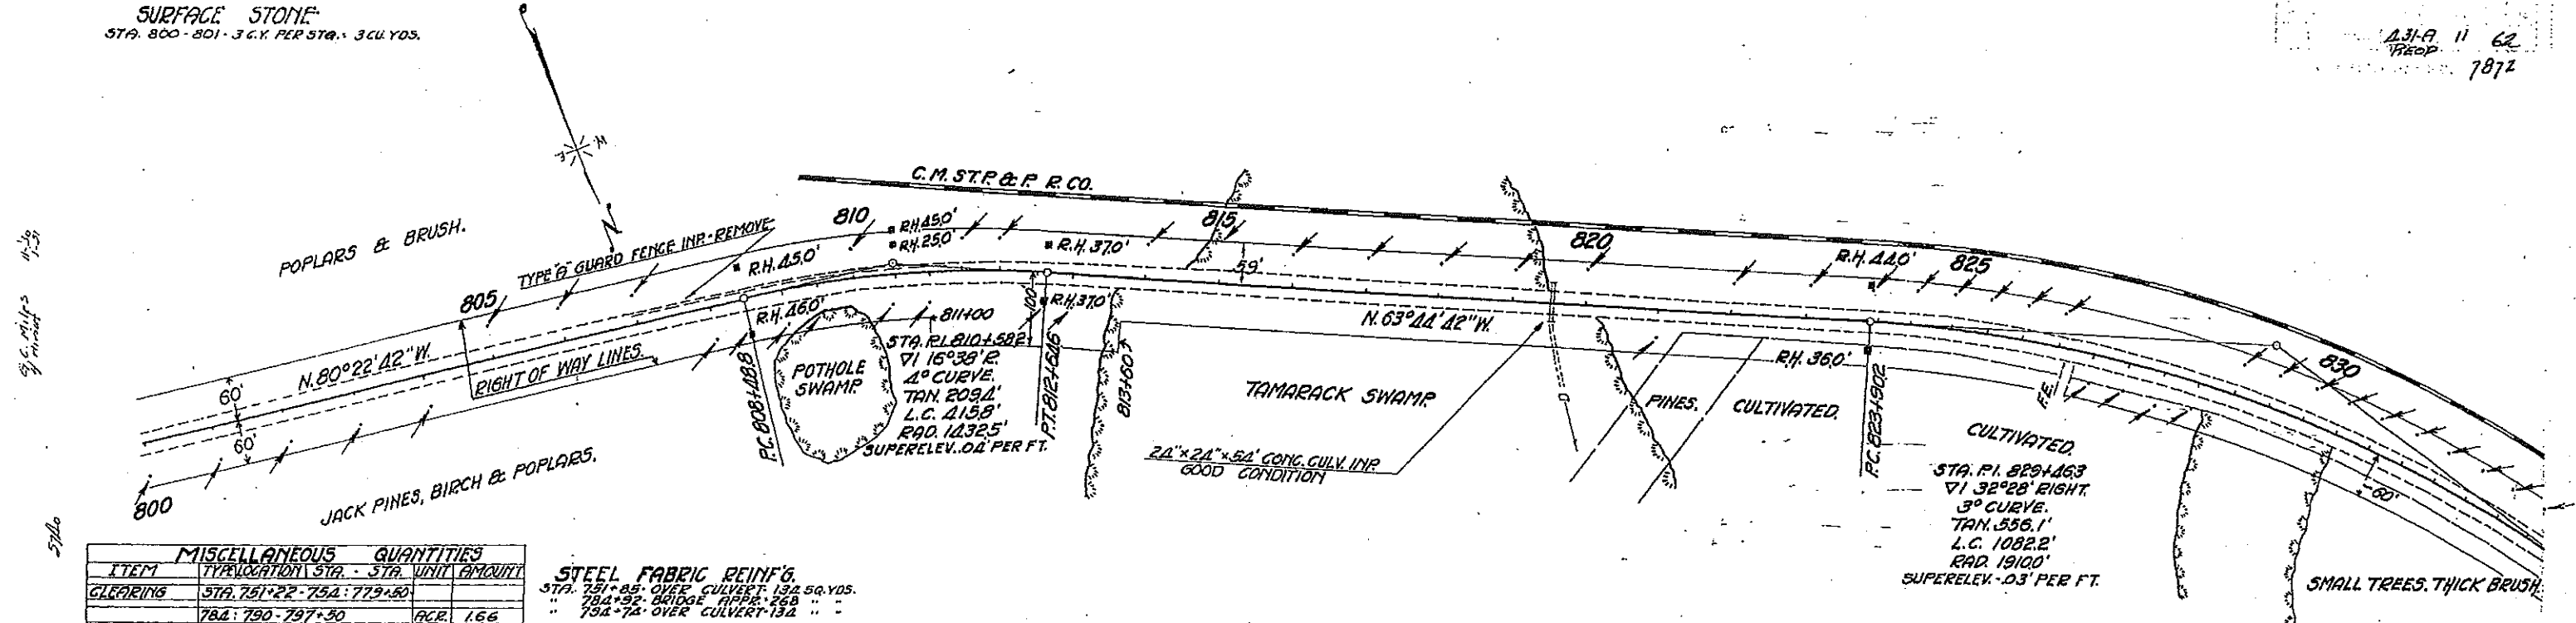 SURFACE STONE
STA. 800-801-3 C.Y. PER STA.: 3 CU. YDS.
431-A 11 62
REOP
7872
C.M. ST. P. & P. R. CO.
POPLARS & BRUSH.
TYPE "A" GUARD FENCE INP.-REMOVE
805
810
815
820
825
830
R.H. 45.0'
R.H. 25.0'
R.H. 45.0'
R.H. 37.0'
R.H. 44.0'
59'
N
W
E
N. 80° 22' 42" W.
60'
60'
RIGHT OF WAY LINES.
R.H. 46.0'
811+00
100'
R.H. 37.0'
N. 63° 44' 42" W.
R.H. 36.0'
F.E.
800
JACK PINES, BIRCH & POPLARS.
P.C. 808+48.8
POTHOLE
SWAMP.
STA. P.I. 810+58.2
∇I 16°38' R.
4° CURVE.
TAN. 209.4'
L.C. 415.8'
RAD. 1432.5'
SUPERELEV. .04' PER FT.
P.T. 812+64.6
813+60
TAMARACK SWAMP.
24"x24"x54' CONC. CULV. INP.
GOOD CONDITION
PINES.
CULTIVATED.
P.C. 823+90.2
CULTIVATED.
STA. P.I. 829+46.3
∇I 32°28' RIGHT.
3° CURVE.
TAN. 556.1'
L.C. 1082.2'
RAD. 1910.0'
SUPERELEV.-.03' PER FT.
60'
SMALL TREES, THICK BRUSH.
MISCELLANEOUS QUANTITIES
ITEM TYPE LOCATION STA. - STA. UNIT AMOUNT
CLEARING STA. 751+22-754: 779+50
784: 790-797+50 ACR. 1.66
STEEL FABRIC REINF'G.
STA. 751+85- OVER CULVERT-134 SQ. YDS.
" 784+92- BRIDGE APPR.-268 " "
" 794+74- OVER CULVERT-134 " "